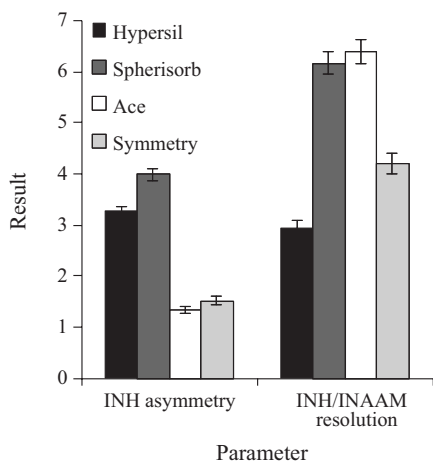 7
6
5
4
3
2
1
0
Result
Hypersil
Spherisorb
Ace
Symmetry
INH asymmetry
INH/INAAM
resolution
Parameter